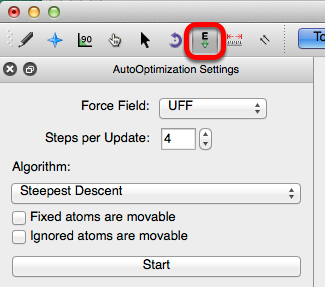 90
E
To
AutoOptimization Settings
Force Field: UFF
Steps per Update: 4
Algorithm:
Steepest Descent
Fixed atoms are movable
Ignored atoms are movable
Start